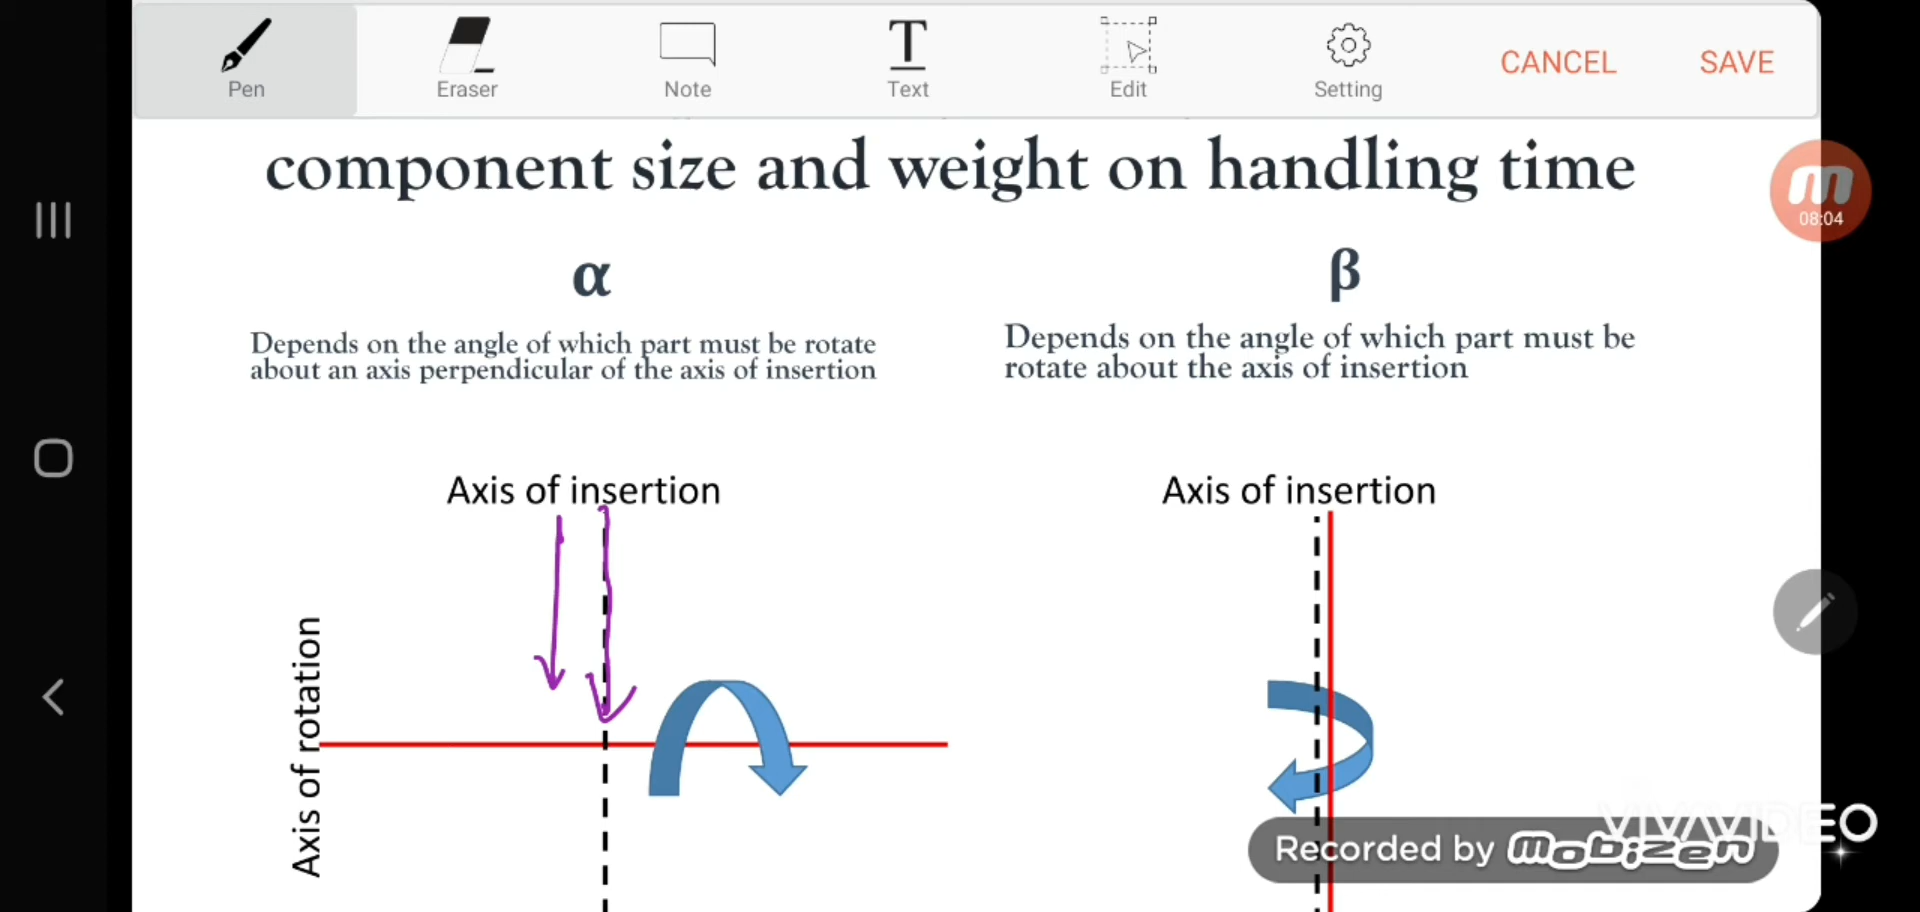 Pen
Eraser
Note
Text
Edit
Setting
CANCEL
SAVE
component size and weight on handling time
08:04
α
β
Depends on the angle of which part must be rotate
about an axis perpendicular of the axis of insertion
Depends on the angle of which part must be
rotate about the axis of insertion
Axis of insertion
Axis of insertion
Axis of rotation
VIVAVIDEO
Recorded by mobizen